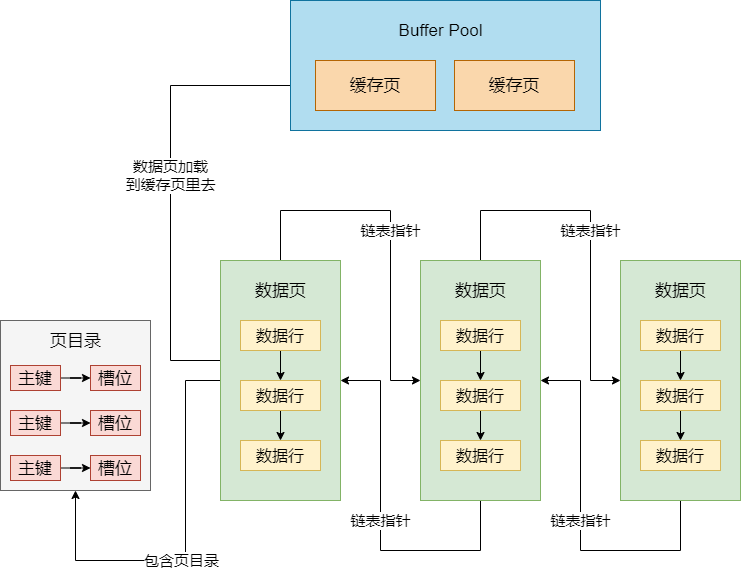 Buffer Pool
缓存页
缓存页
数据页加载
到缓存页里去
链表指针
链表指针
数据页
数据行
数据行
数据行
数据页
数据行
数据行
数据行
数据页
数据行
数据行
数据行
页目录
主键
槽位
主键
槽位
主键
槽位
链表指针
链表指针
包含页目录